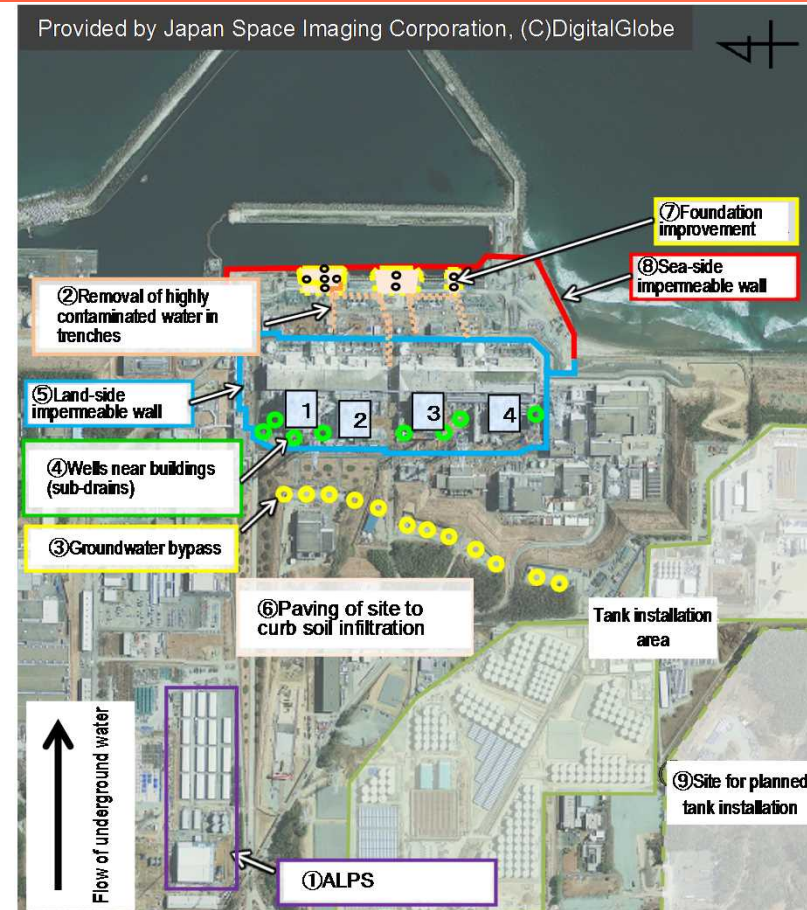 Provided by Japan Space Imaging Corporation, (C)DigitalGlobe
⑦Foundation
improvement
⑧Sea-side
impermeable wall
②Removal of highly
contaminated water in
trenches
⑤Land-side
impermeable wall
1
2
3
4
④Wells near buildings
(sub-drains)
③Groundwater bypass
⑥Paving of site to
curb soil infiltration
Tank installation
area
Flow of underground water
⑨Site for planned
tank installation
①ALPS